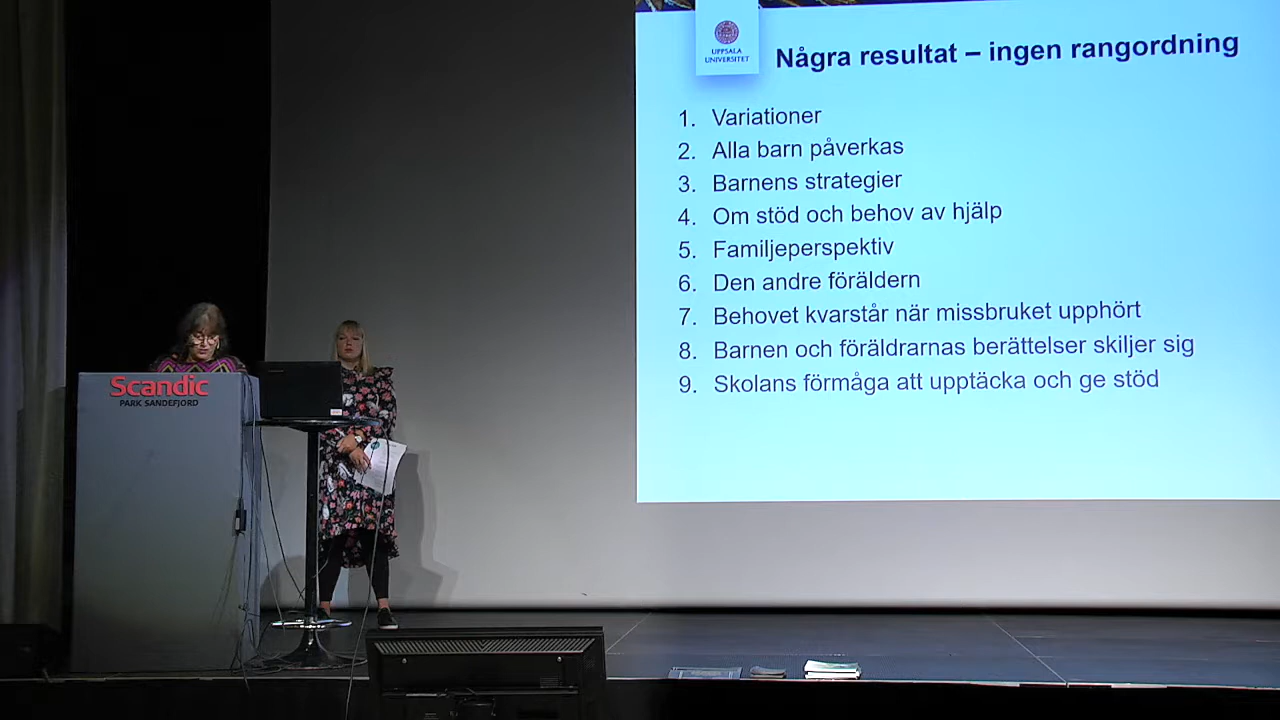 UPPSALA
UNIVERSITET
Några resultat – ingen rangordning
1. Variationer
2. Alla barn påverkas
3. Barnens strategier
4. Om stöd och behov av hjälp
5. Familjeperspektiv
6. Den andre föräldern
7. Behovet kvarstår när missbruket upphört
8. Barnen och föräldrarnas berättelser skiljer sig
9. Skolans förmåga att upptäcka och ge stöd
Scandic
PARK SANDEFJORD